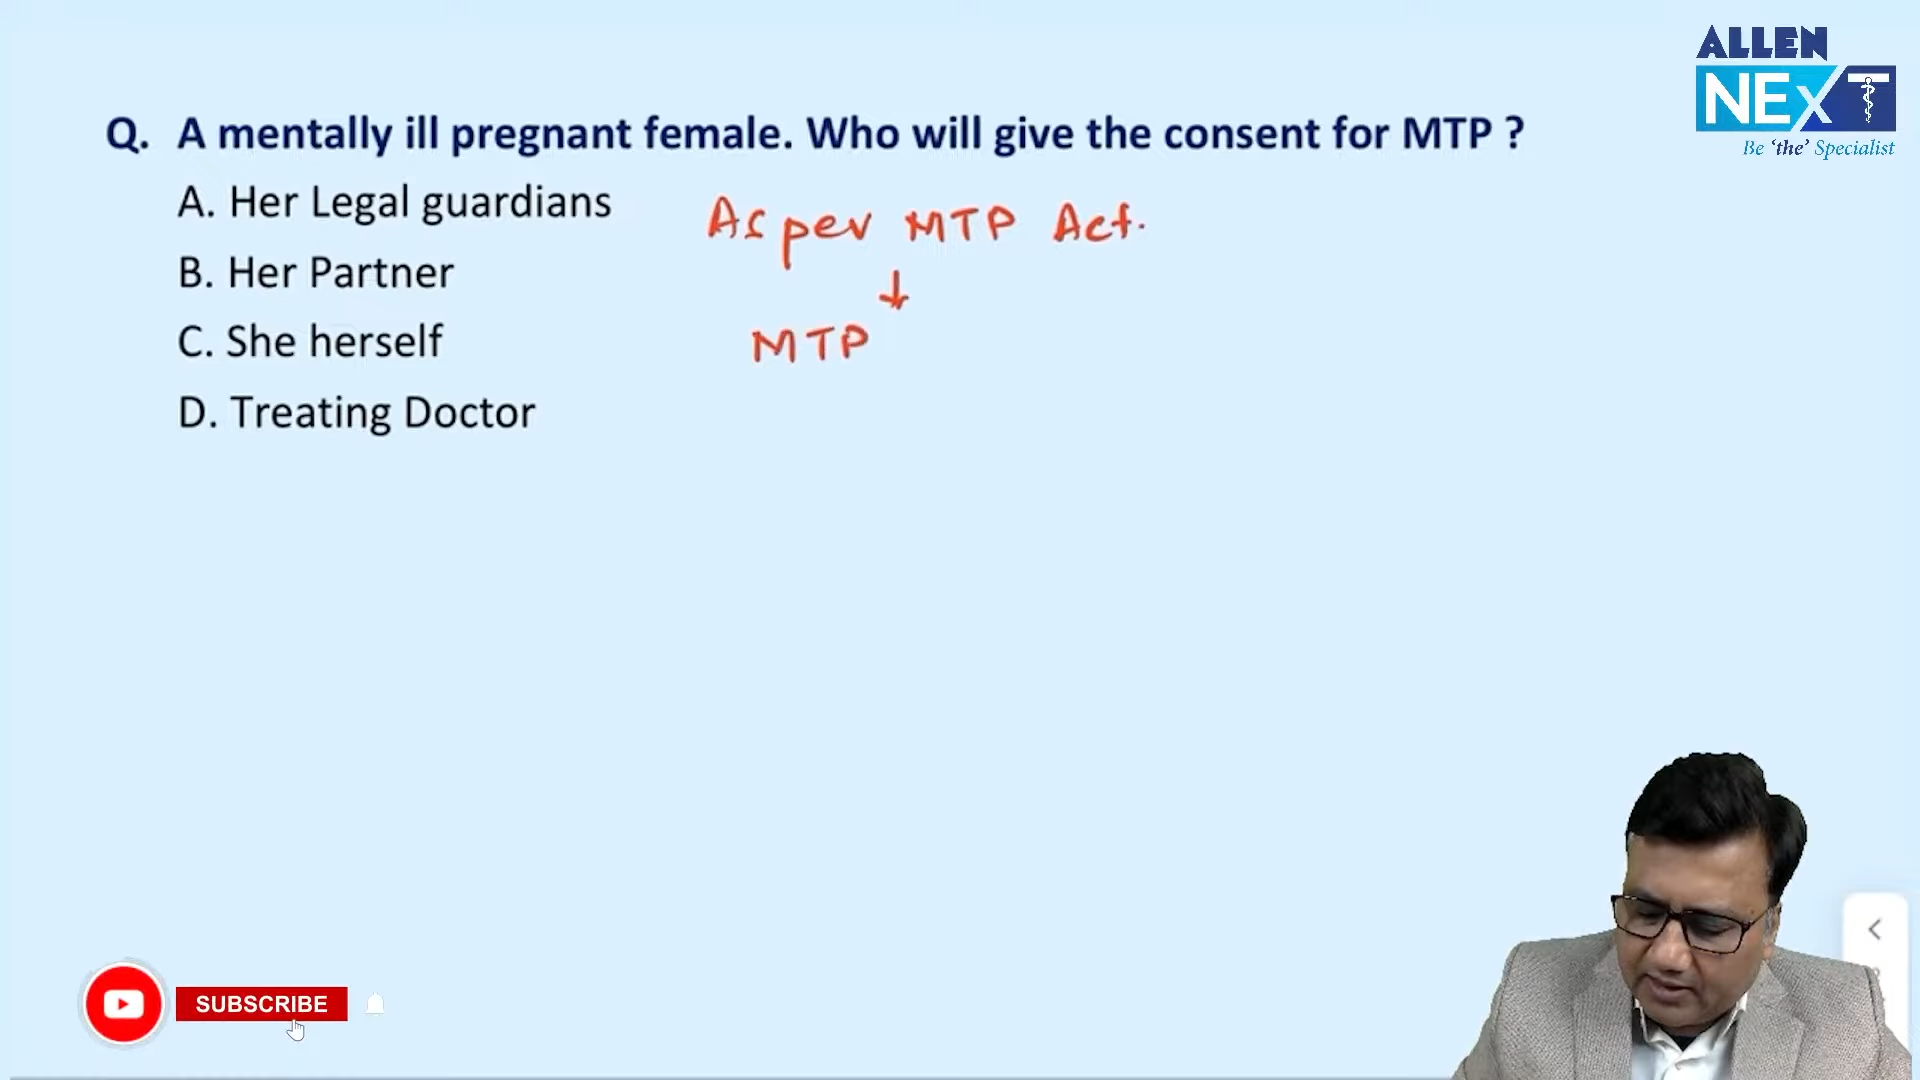 ALLEN
NEXT
Be 'the' Specialist
Q. A mentally ill pregnant female. Who will give the consent for MTP ?
A. Her Legal guardians
B. Her Partner
C. She herself
D. Treating Doctor
As per MTP Act.
MTP
SUBSCRIBE